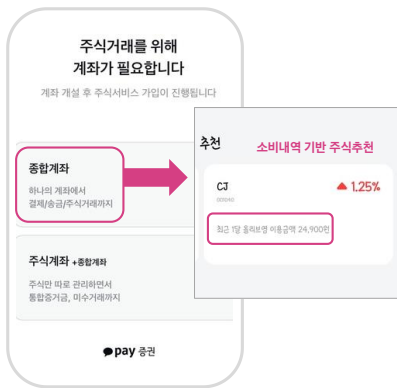 주식거래를 위해
계좌가 필요합니다
계좌 개설 후 주식서비스 가입이 진행됩니다
종합계좌
하나의 계좌에서
결제/송금/주식거래까지
추천
소비내역 기반 주식추천
CJ
1.25%
최근 1달 올리브영 이용금액 24,900원
주식계좌 +종합계좌
주식만 따로 관리하면서
통합증거금, 미수거래까지
pay 증권